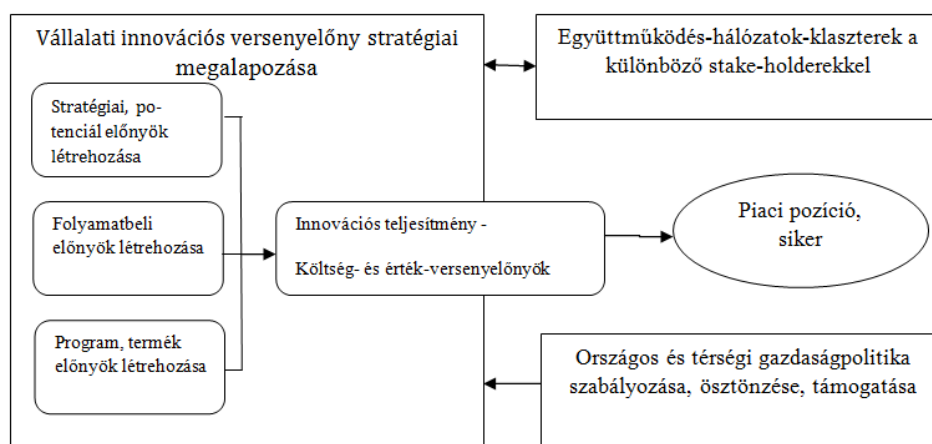 Vállalati innovációs versenyelőny stratégiai
megalapozása
Stratégiai, po-
tenciál előnyök
létrehozása
Folyamatbeli
előnyök létrehozása
Program, termék
előnyök létrehozása
Innovációs teljesítmény -
Költség- és érték-versenyelőnyök
Együttműködés-hálózatok-klaszterek a
különböző stake-holderekkel
Piaci pozíció,
siker
Országos és térségi gazdaságpolitika
szabályozása, ösztönzése, támogatása